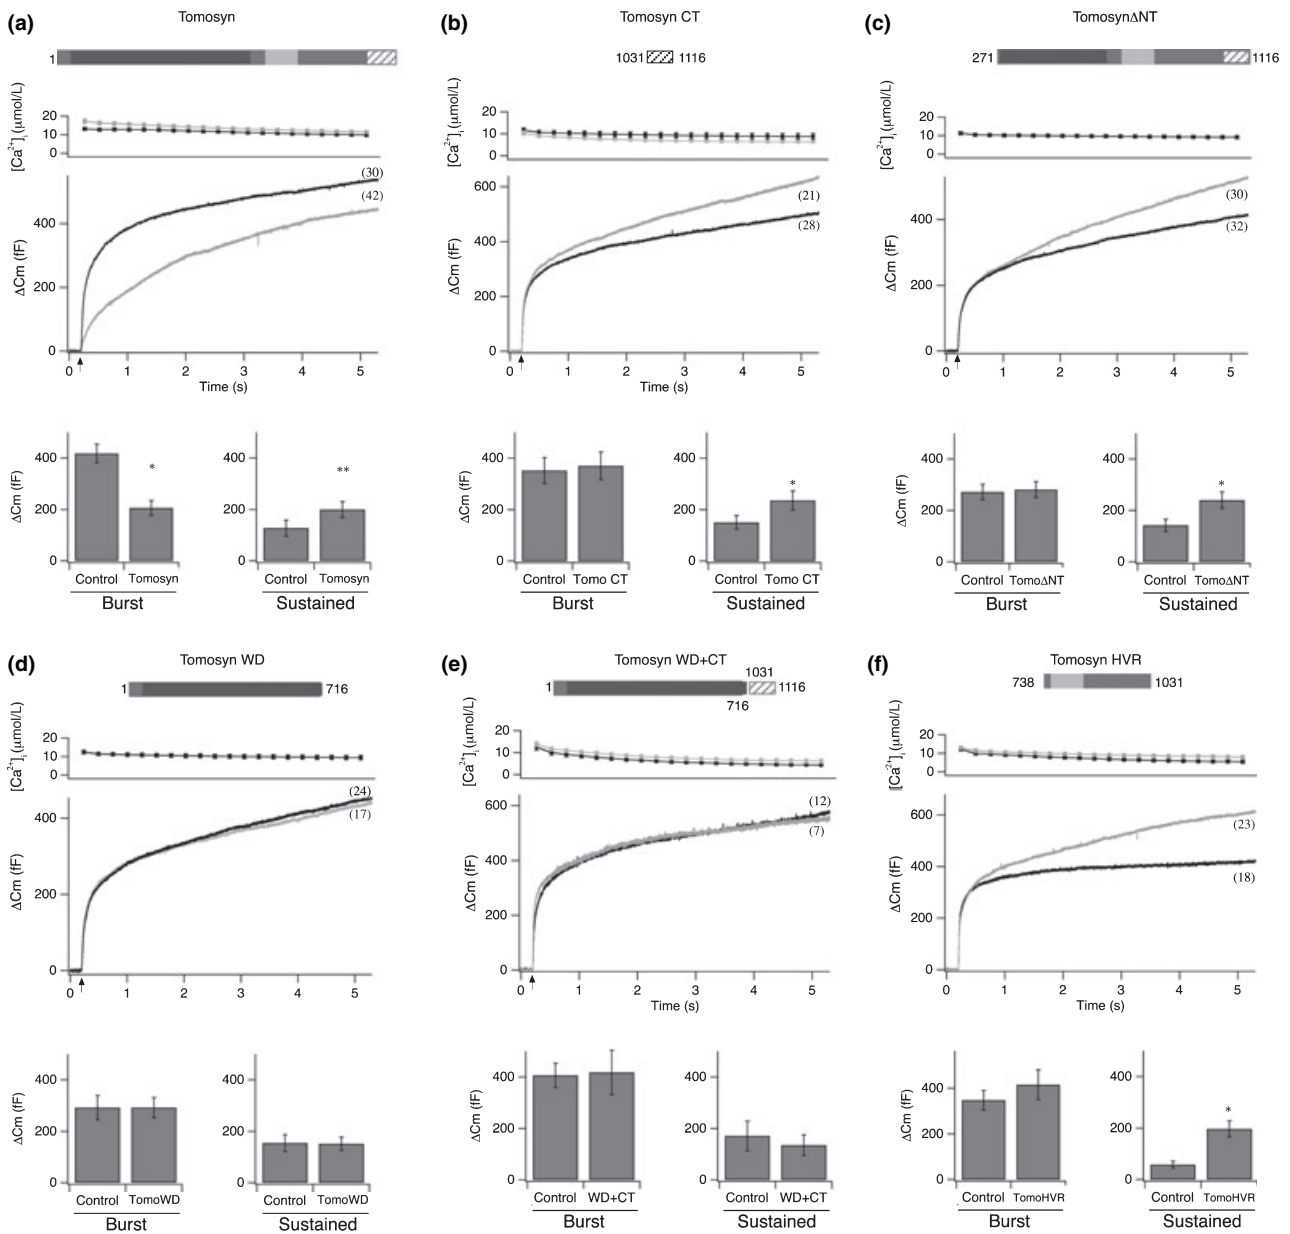 (a)
Tomosyn
1
20
10
0
[Ca2+]i (μmol/L)
400
200
0
ΔCm (fF)
(30)
(42)
0 1 2 3 4 5
Time (s)
400
200
0
ΔCm (fF)
*
Control Tomosyn
Burst
400
200
0
**
Control Tomosyn
Sustained
(b)
Tomosyn CT
1031 1116
20
10
0
[Ca2+]i (μmol/L)
600
400
200
0
ΔCm (fF)
(21)
(28)
0 1 2 3 4 5
Time (s)
400
200
0
ΔCm (fF)
Control Tomo CT
Burst
400
200
0
*
Control Tomo CT
Sustained
(c)
TomosynΔNT
271 1116
20
10
0
[Ca2+]i (μmol/L)
400
200
0
ΔCm (fF)
(30)
(32)
0 1 2 3 4 5
400
200
0
ΔCm (fF)
Control TomoΔNT
Burst
400
200
0
*
Control TomoΔNT
Sustained
(d)
Tomosyn WD
1 716
20
10
0
[Ca2+]i (μmol/L)
400
200
0
ΔCm (fF)
(24)
(17)
0 1 2 3 4 5
400
200
0
ΔCm (fF)
Control TomoWD
Burst
400
200
0
Control TomoWD
Sustained
(e)
Tomosyn WD+CT
1031
1 1116
716
20
10
0
[Ca2+]i (μmol/L)
600
400
200
0
ΔCm (fF)
(12)
(7)
0 1 2 3 4 5
Time (s)
400
200
0
ΔCm (fF)
Control WD+CT
Burst
400
200
0
Control WD+CT
Sustained
(f)
Tomosyn HVR
738 1031
20
10
0
[Ca2+]i (μmol/L)
600
400
200
0
ΔCm (fF)
(23)
(18)
0 1 2 3 4 5
Time (s)
400
200
0
ΔCm (fF)
Control TomoHVR
Burst
400
200
0
*
Control TomoHVR
Sustained